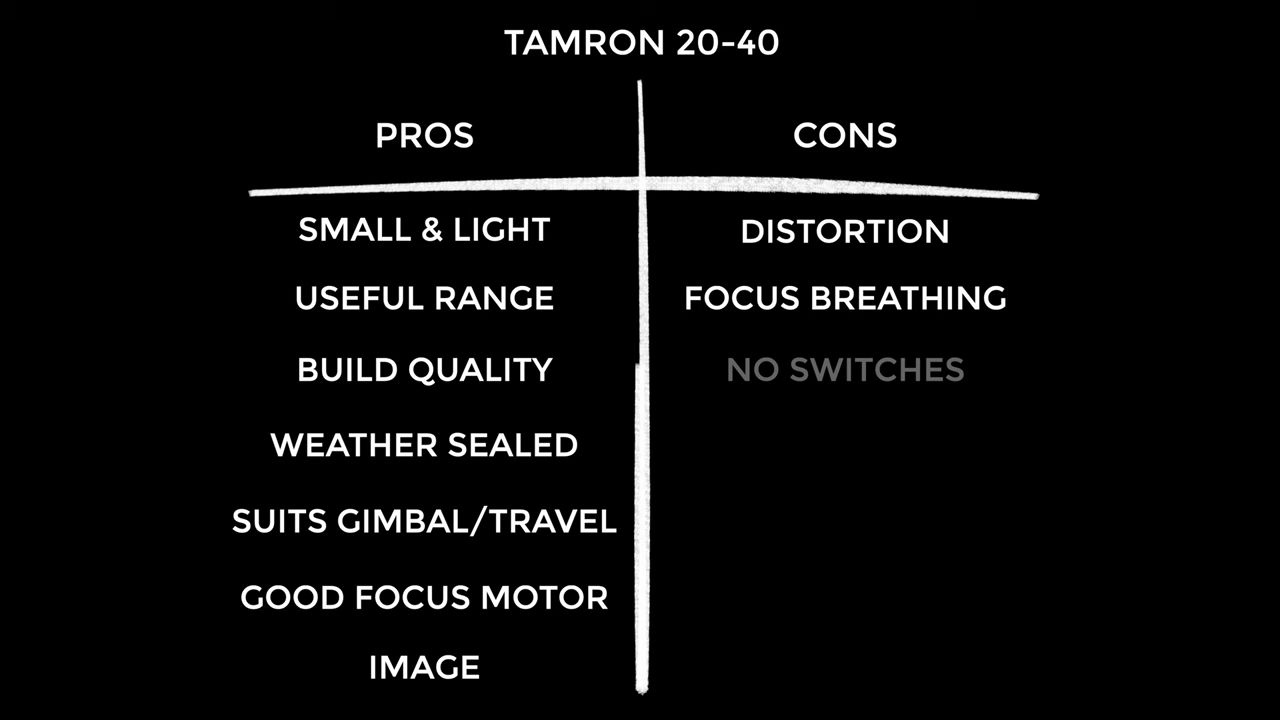 TAMRON 20-40
PROS
CONS
SMALL & LIGHT
DISTORTION
USEFUL RANGE
FOCUS BREATHING
BUILD QUALITY
NO SWITCHES
WEATHER SEALED
SUITS GIMBAL/TRAVEL
GOOD FOCUS MOTOR
IMAGE